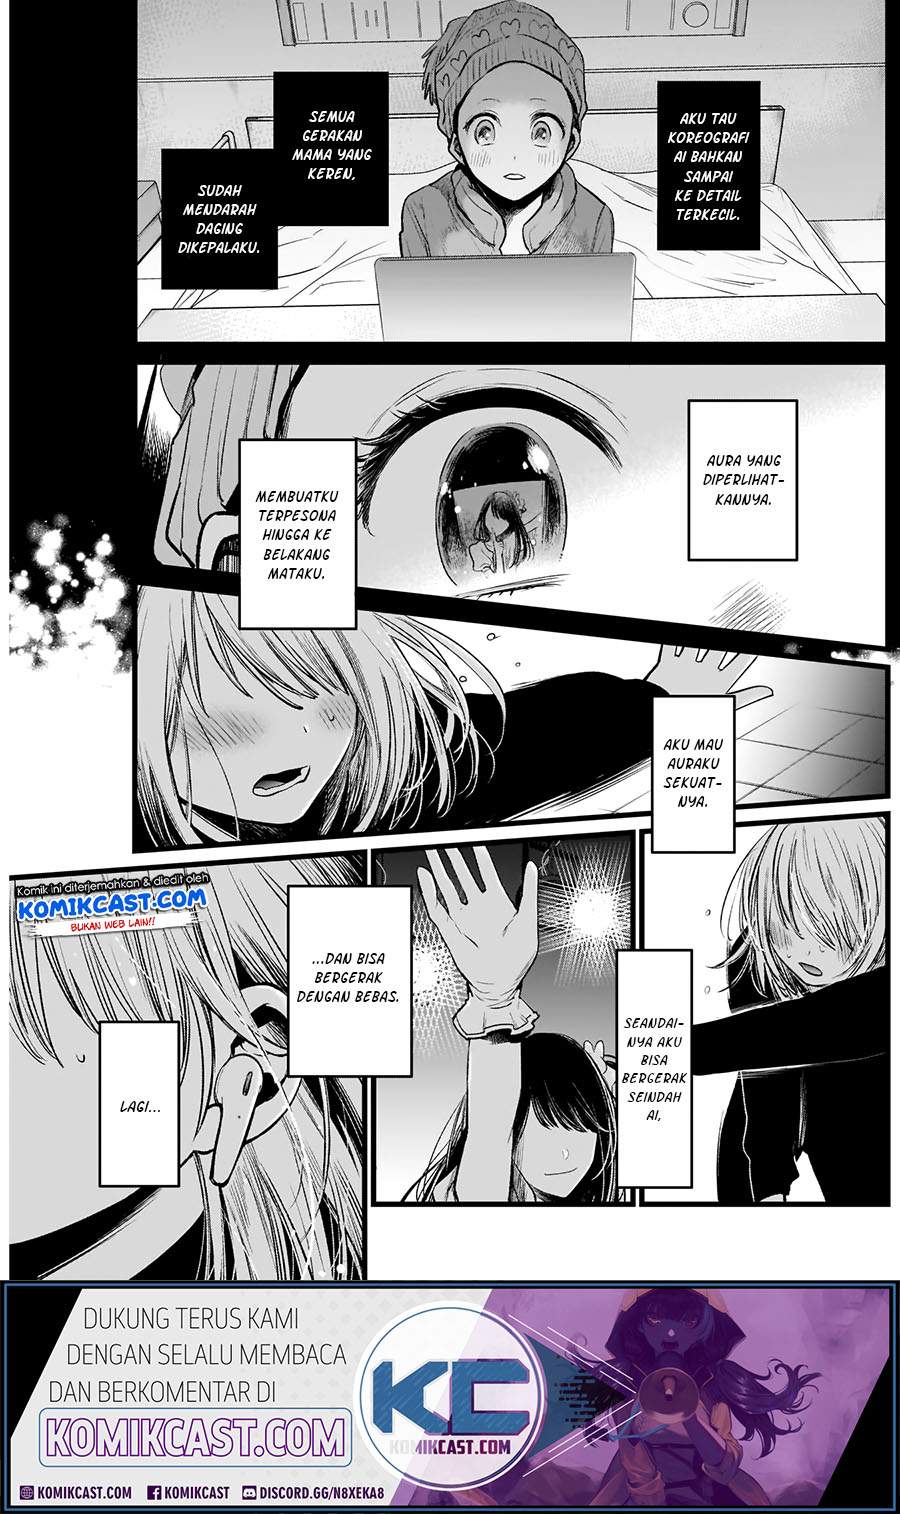 AKU TAU
KOREOGRAFI
AI BAHKAN
SAMPAI
KE DETAIL
TERKECIL.
SEMUA
GERAKAN
MAMA YANG
KEREN,
SUDAH
MENDARAH
DAGING
DIKEPALAKU.
AURA YANG
DIPERLIHAT-
KANNYA.
MEMBUATKU
TERPESONA
HINGGA KE
BELAKANG
MATAKU.
AKU MAU
AURAKU
SEKUAT-
NYA.
SEANDAI-
NYA AKU
BISA
BERGERAK
SEINDAH
AI,
...DAN BISA
BERGERAK
DENGAN BEBAS.
LAGI...
Komik ini diterjemahkan & diedit oleh
KOMIKCAST.COM
BUKAN WEB LAIN!!
DUKUNG TERUS KAMI
DENGAN SELALU MEMBACA
DAN BERKOMENTAR DI
KOMIKCAST.COM
KC
KOMIKCAST.COM
KOMIKCAST.COM KOMIKCAST DISCORD.GG/N8XEKA8